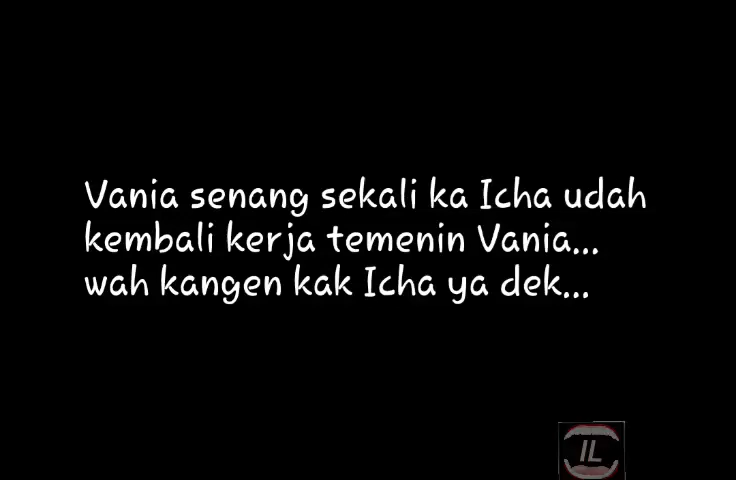 Vania senang sekali ka Icha udah
kembali kerja temenin Vania...
wah kangen kak Icha ya dek...
IL